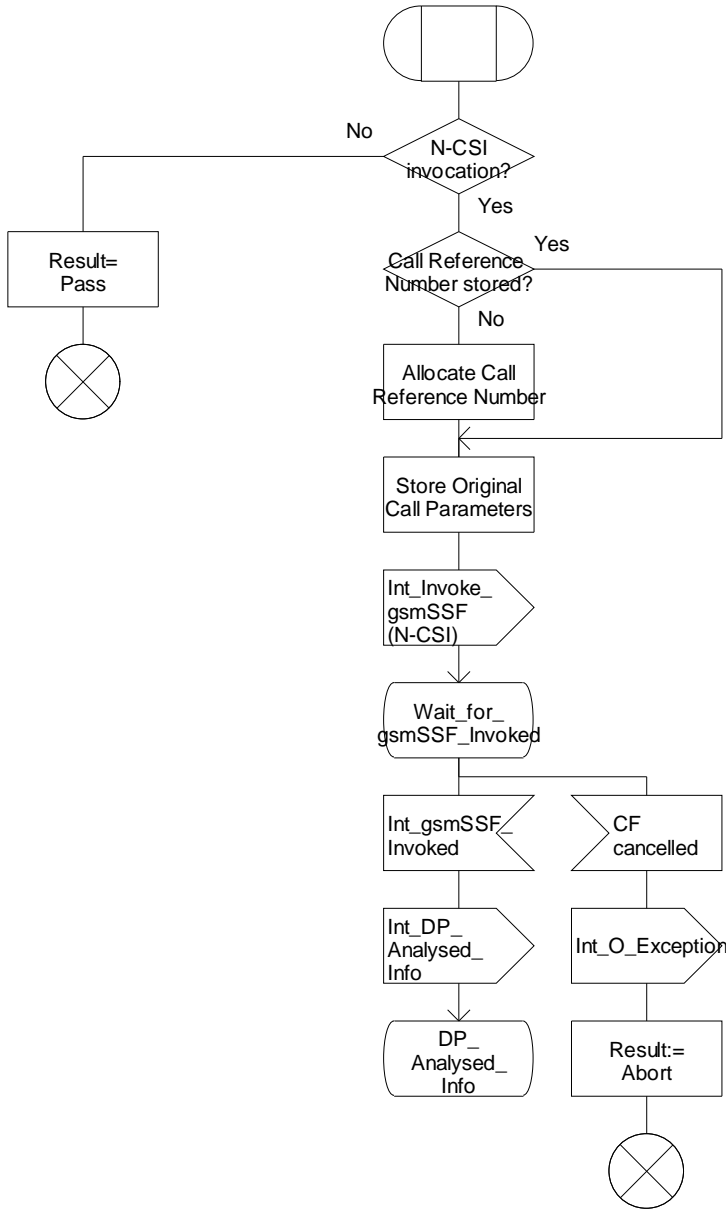 No
N-CSI
invocation?
Yes
Result=
Pass
Call Reference
Number stored?
Yes
No
Allocate Call
Reference Number
Store Original
Call Parameters
Int_Invoke_
gsmSSF
(N-CSI)
Wait_for_
gsmSSF_Invoked
Int_gsmSSF_
Invoked
CF
cancelled
Int_DP_
Analysed_
Info
Int_O_Exception
DP_
Analysed_
Info
Result:=
Abort